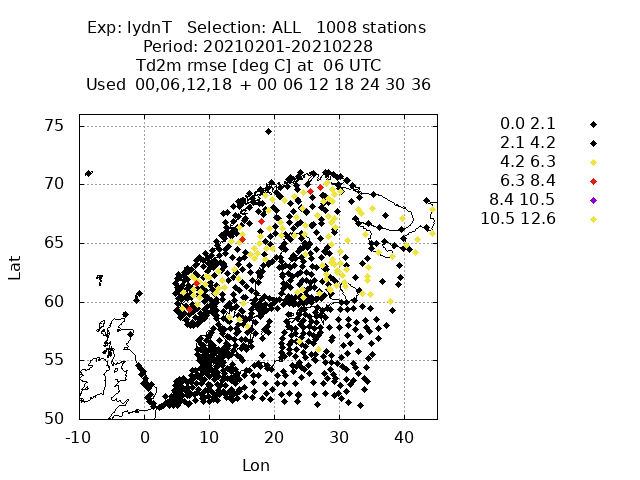 Exp: IydnT   Selection: ALL   1008 stations
Period: 20210201-20210228
Td2m rmse [deg C] at  06 UTC
Used  00,06,12,18  + 00 06 12 18 24 30 36
75
70
65
60
55
50
-10 0 10 20 30 40
Lat
Lon
0.0 2.1
2.1 4.2
4.2 6.3
6.3 8.4
8.4 10.5
10.5 12.6